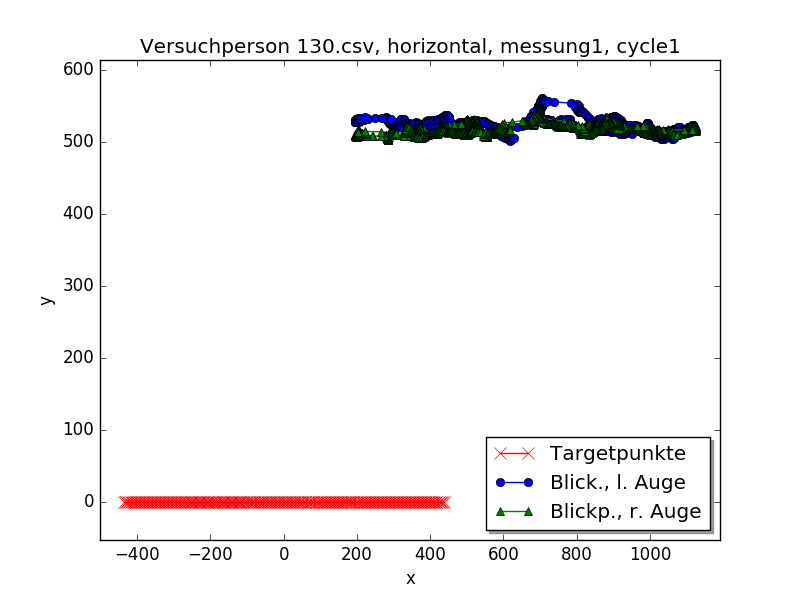 Versuchperson 130.csv, horizontal, messung1, cycle1
600
500
400
300
200
100
0
y
−400 −200 0 200 400 600 800 1000
x
Targetpunkte
Blick., l. Auge
Blickp., r. Auge